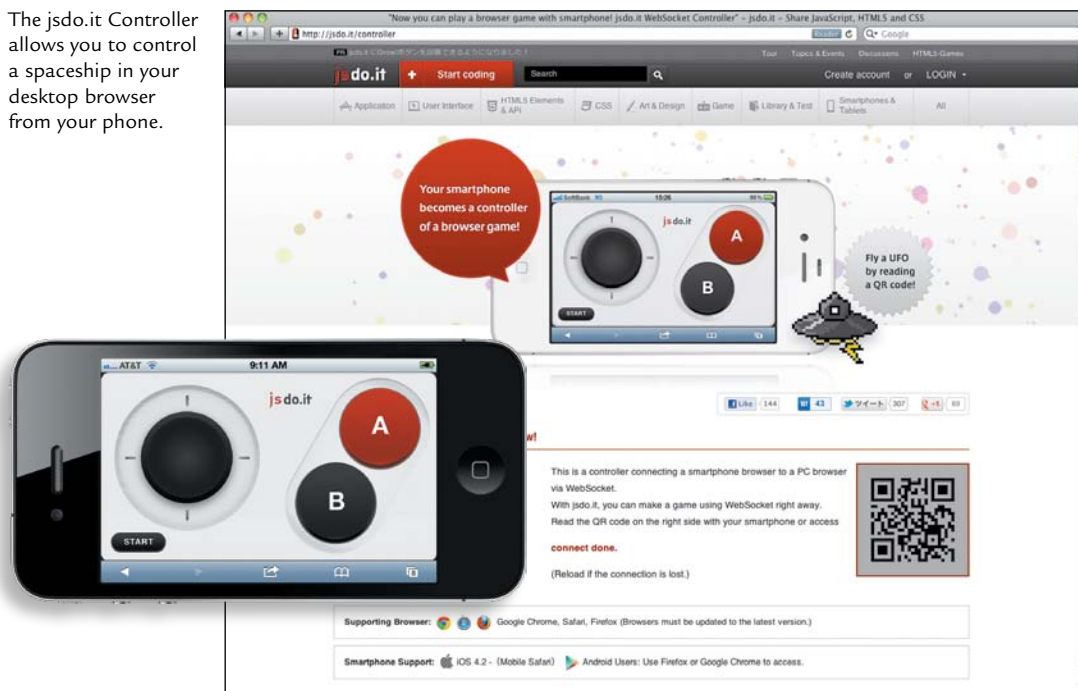 The jsdo.it Controller
allows you to control
a spaceship in your
desktop browser
from your phone.
"Now you can play a browser game with smartphone! jsdo.it WebSocket Controller" – jsdo.it – Share JavaScript, HTML5 and CSS
http://jsdo.it/controller
Reader
Google
Tour Topics & Events Discussions HTML5-Games
jsdo.it + Start coding Search Create account or LOGIN
Application User Interface HTML5 Elements & API CSS Art & Design Game Library & Test Smartphones & Tablets All
Your smartphone
becomes a controller
of a browser game!
SoftBank 15:26 90%
jsdo.it
A
B
START
Fly a UFO
by reading
a QR code!
AT&T 9:11 AM
jsdo.it
A
B
START
Like 144 B! 43 ツイート 307 +1 69
w!
This is a controller connecting a smartphone browser to a PC browser
via WebSocket.
With jsdo.it, you can make a game using WebSocket right away.
Read the QR code on the right side with your smartphone or access
connect done.
(Reload if the connection is lost.)
Supporting Browser: Google Chrome, Safari, Firefox (Browsers must be updated to the latest version.)
Smartphone Support: iOS 4.2 - (Mobile Safari) Android Users: Use Firefox or Google Chrome to access.